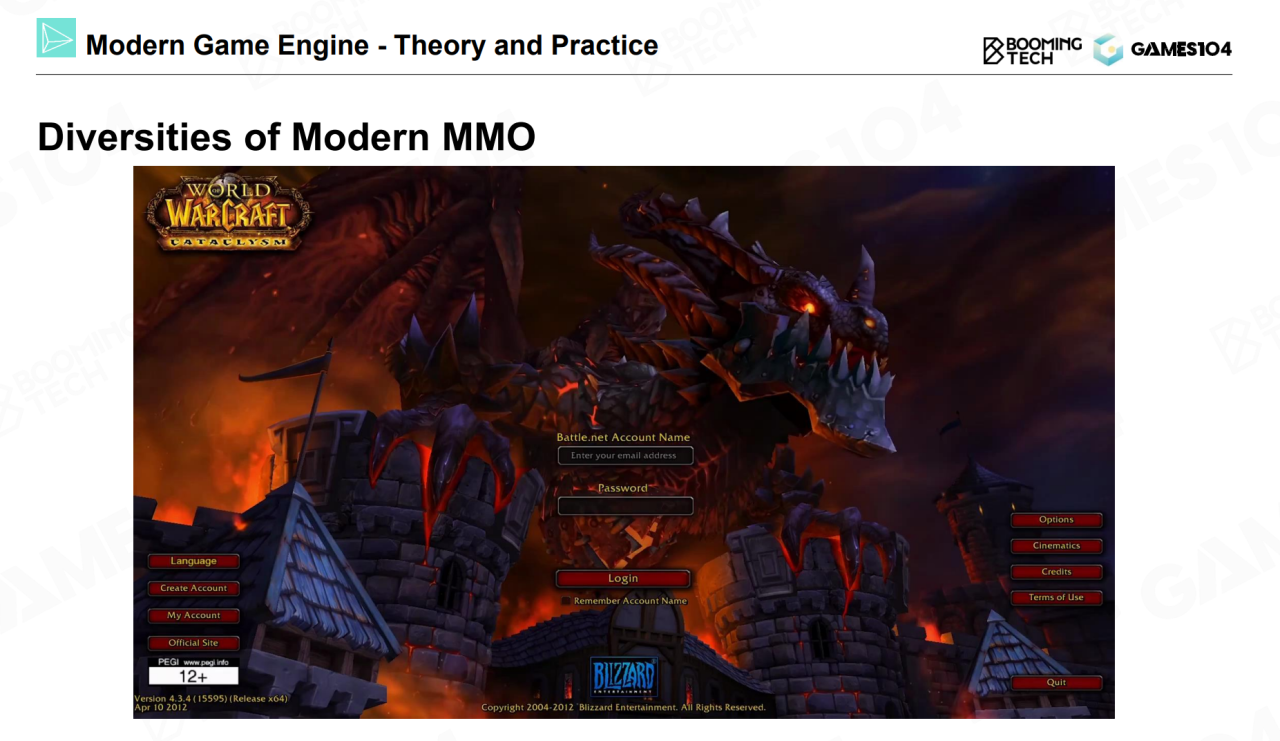 Modern Game Engine - Theory and Practice
BOOMING
TECH
GAMES104
Diversities of Modern MMO
WORLD
OF
WARCRAFT
CATACLYSM
Battle.net Account Name
Enter your email address
Password
Login
Remember Account Name
Language
Create Account
My Account
Official Site
PEGI www.pegi.info
12+
Version 4.3.4 (15595) (Release x64)
Apr 10 2012
Options
Cinematics
Credits
Terms of Use
Quit
BLIZZARD
ENTERTAINMENT
Copyright 2004-2012 Blizzard Entertainment. All Rights Reserved.